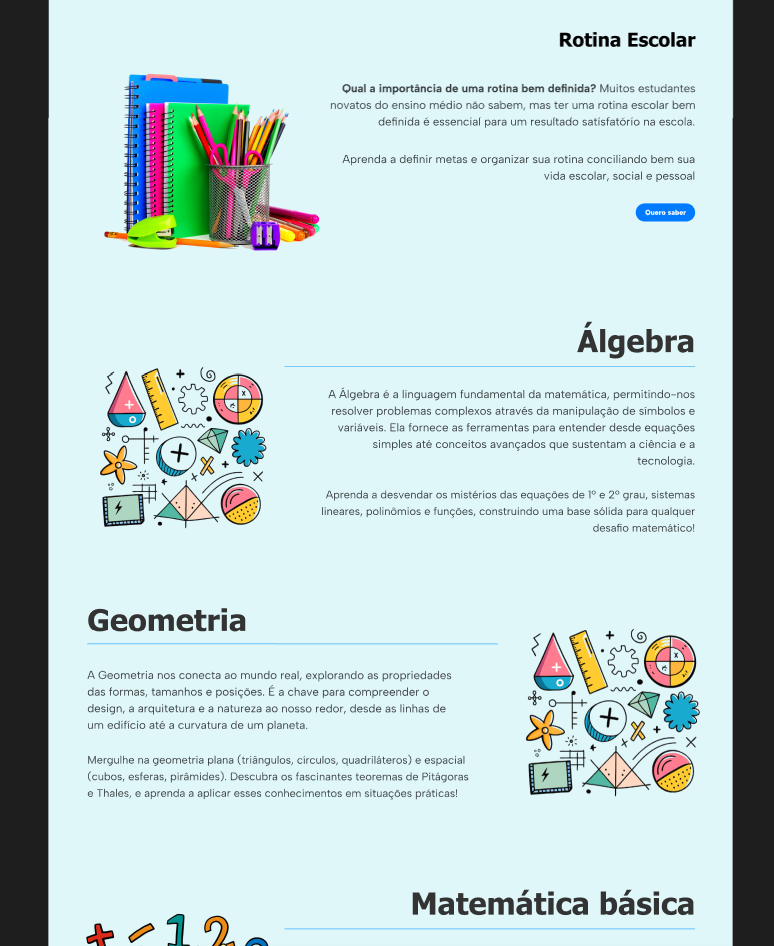 Rotina Escolar
Qual a importância de uma rotina bem definida? Muitos estudantes
novatos do ensino médio não sabem, mas ter uma rotina escolar bem
definida é essencial para um resultado satisfatório na escola.
Aprenda a definir metas e organizar sua rotina conciliando bem sua
vida escolar, social e pessoal
Quero saber
Álgebra
A Álgebra é a linguagem fundamental da matemática, permitindo-nos
resolver problemas complexos através da manipulação de símbolos e
variáveis. Ela fornece as ferramentas para entender desde equações
simples até conceitos avançados que sustentam a ciência e a
tecnologia.
Aprenda a desvendar os mistérios das equações de 1º e 2º grau, sistemas
lineares, polinômios e funções, construindo uma base sólida para qualquer
desafio matemático!
Geometria
A Geometria nos conecta ao mundo real, explorando as propriedades
das formas, tamanhos e posições. É a chave para compreender o
design, a arquitetura e a natureza ao nosso redor, desde as linhas de
um edifício até a curvatura de um planeta.
Mergulhe na geometria plana (triângulos, círculos, quadriláteros) e espacial
(cubos, esferas, pirâmides). Descubra os fascinantes teoremas de Pitágoras
e Thales, e aprenda a aplicar esses conhecimentos em situações práticas!
Matemática básica
+ - 1 2